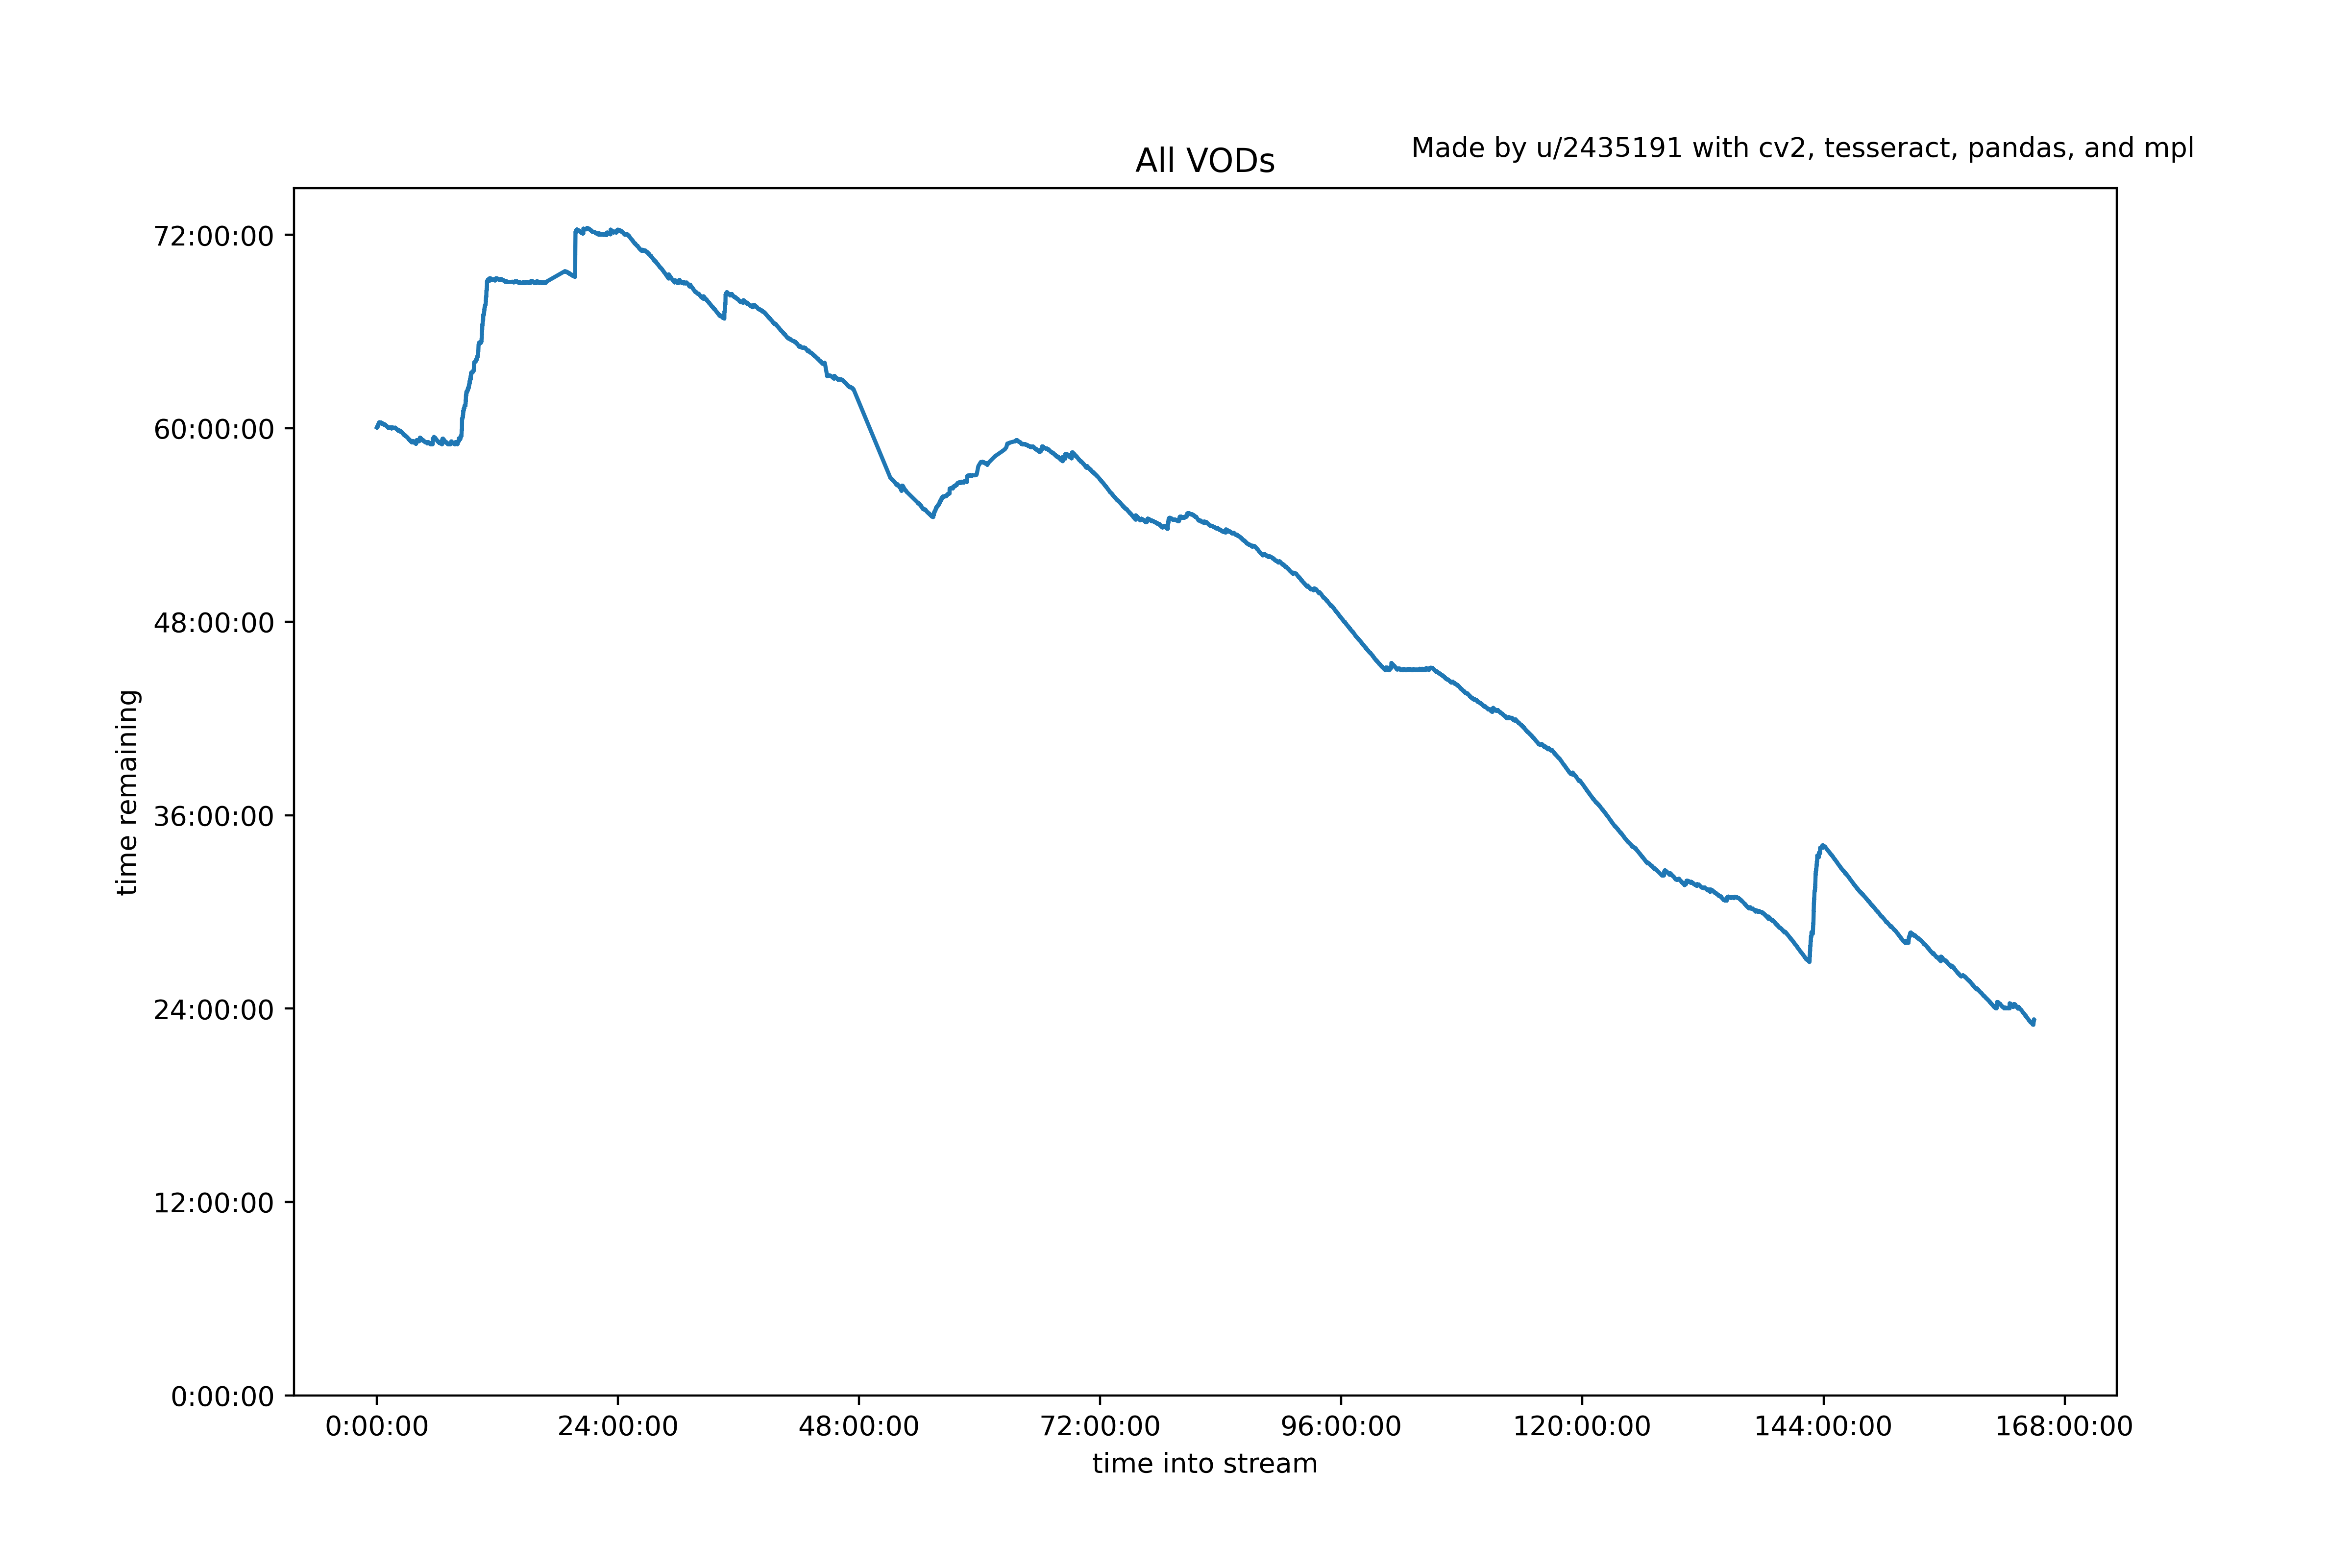 Made by u/2435191 with cv2, tesseract, pandas, and mpl
All VODs
time remaining
72:00:00
60:00:00
48:00:00
36:00:00
24:00:00
12:00:00
0:00:00
0:00:00 24:00:00 48:00:00 72:00:00 96:00:00 120:00:00 144:00:00 168:00:00
time into stream